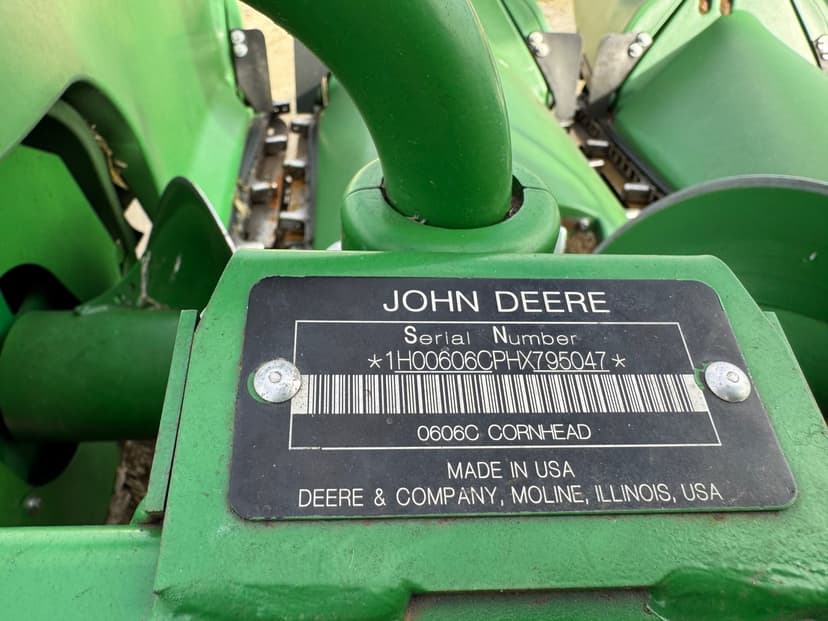 JOHN DEERE
Serial Number
*1H00606CPHX795047*
0606C CORNHEAD
MADE IN USA
DEERE & COMPANY, MOLINE, ILLINOIS, USA